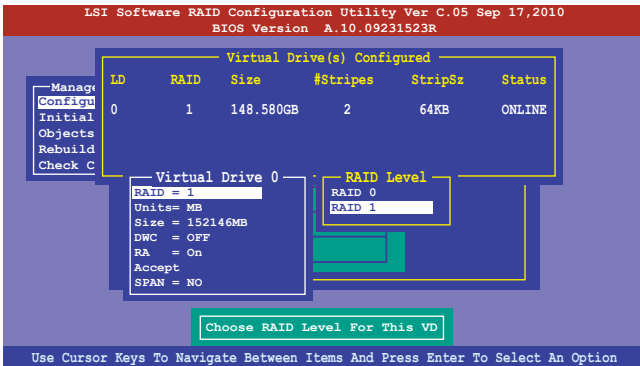 LSI Software RAID Configuration Utility Ver C.05 Sep 17,2010
BIOS Version A.10.09231523R
Virtual Drive(s) Configured
LD RAID Size #Stripes StripSz Status
0 1 148.580GB 2 64KB ONLINE
Manage
Configu
Initial
Objects
Rebuild
Check C
Virtual Drive 0
RAID = 1
Units= MB
Size = 152146MB
DWC = OFF
RA = On
Accept
SPAN = NO
RAID Level
RAID 0
RAID 1
Choose RAID Level For This VD
Use Cursor Keys To Navigate Between Items And Press Enter To Select An Option